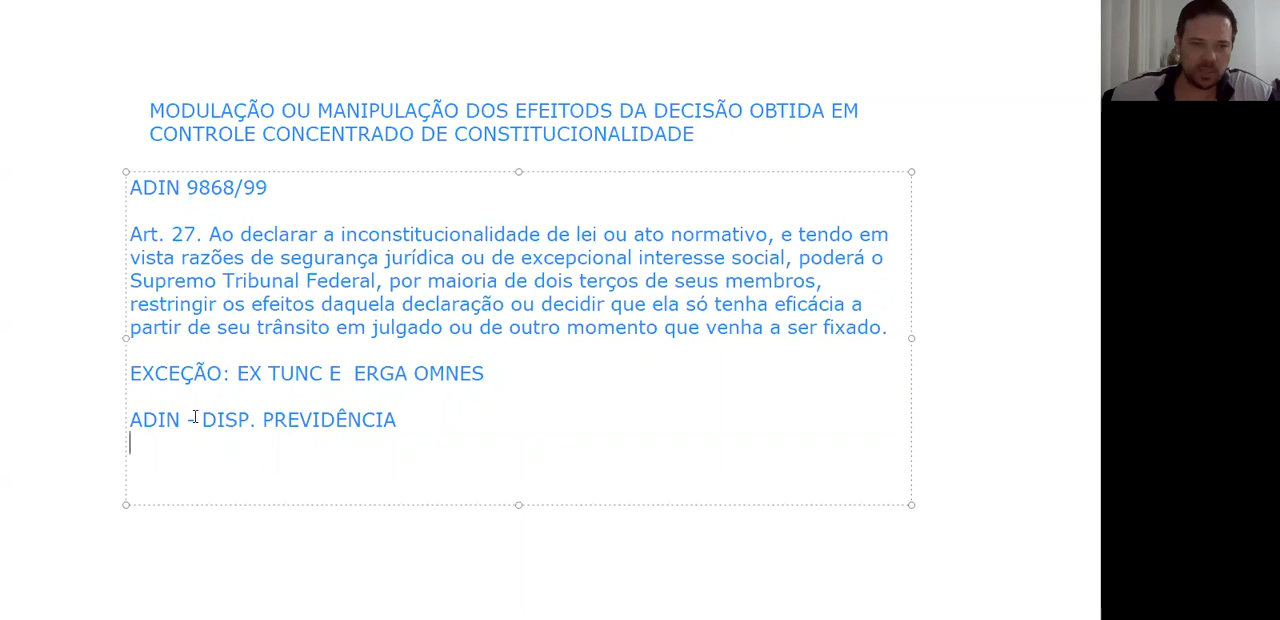 MODULAÇÃO OU MANIPULAÇÃO DOS EFEITODS DA DECISÃO OBTIDA EM
CONTROLE CONCENTRADO DE CONSTITUCIONALIDADE
ADIN 9868/99
Art. 27. Ao declarar a inconstitucionalidade de lei ou ato normativo, e tendo em
vista razões de segurança jurídica ou de excepcional interesse social, poderá o
Supremo Tribunal Federal, por maioria de dois terços de seus membros,
restringir os efeitos daquela declaração ou decidir que ela só tenha eficácia a
partir de seu trânsito em julgado ou de outro momento que venha a ser fixado.
EXCEÇÃO: EX TUNC E  ERGA OMNES
ADIN - DISP. PREVIDÊNCIA